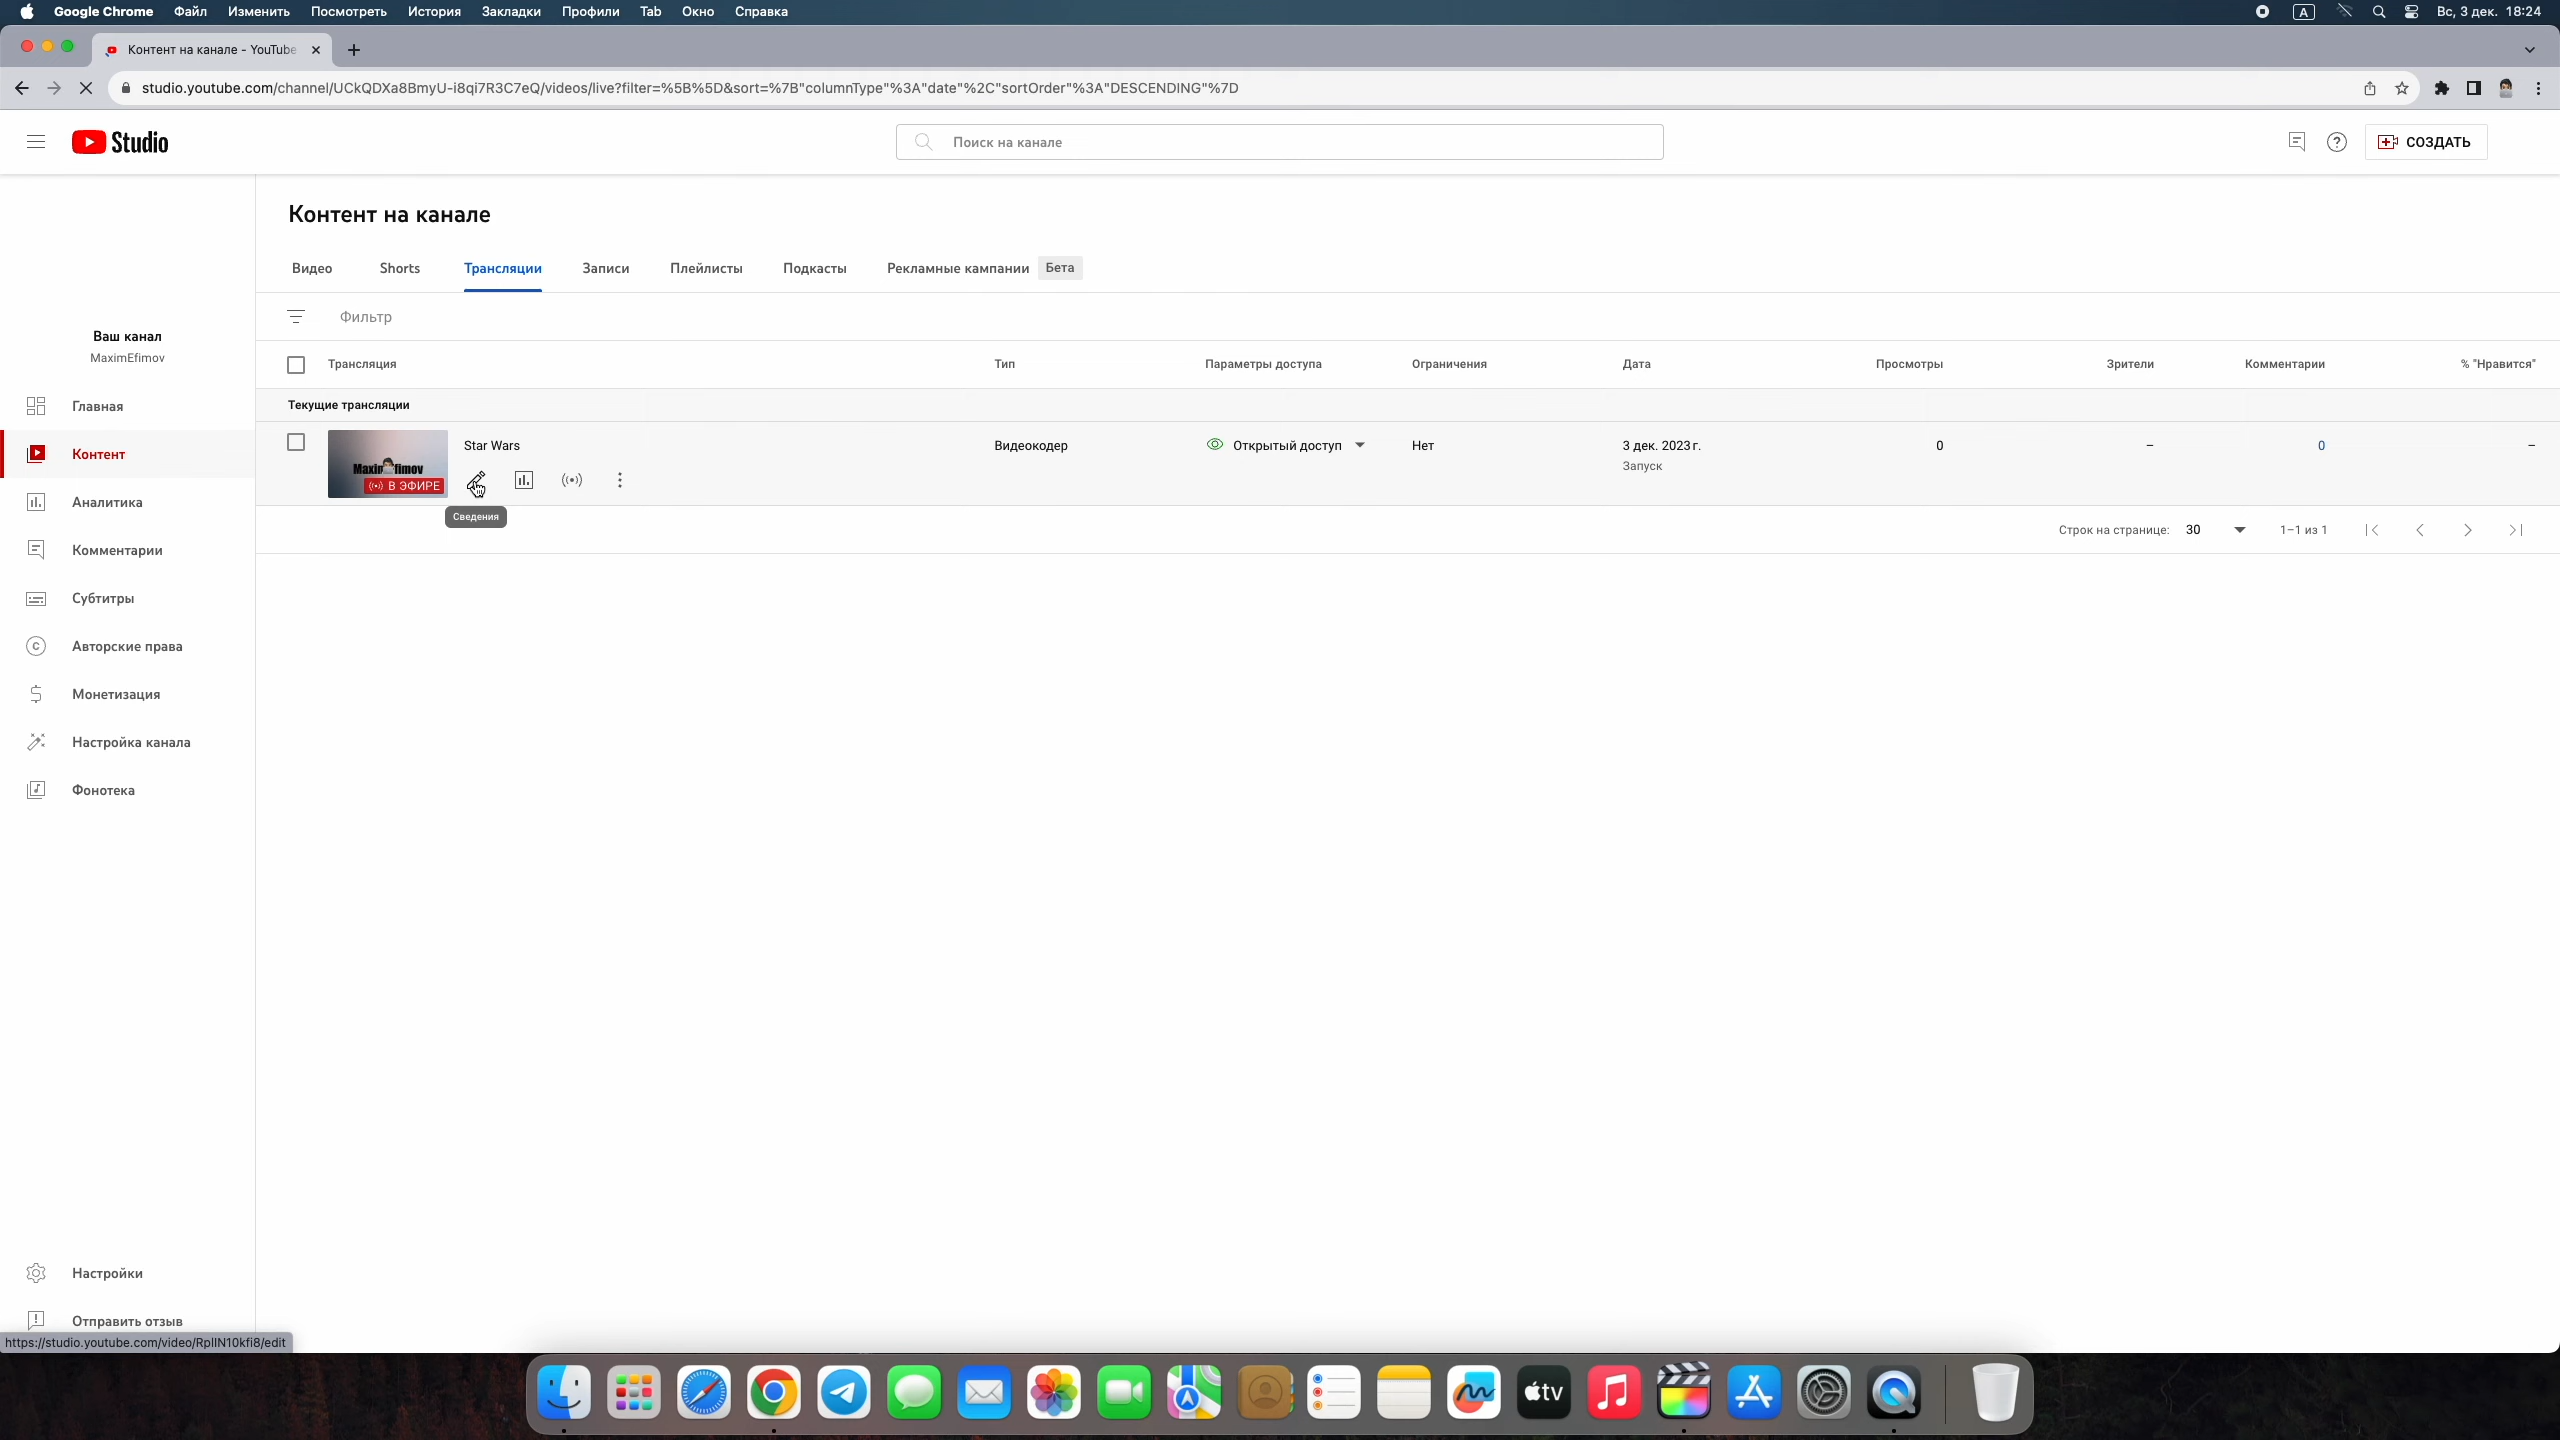 Google Chrome Файл Изменить Посмотреть История Закладки Профили Tab Окно Справка A Вс, 3 дек. 18:24
Контент на канале - YouTube
studio.youtube.com/channel/UCkQDXa8BmyU-i8qi7R3C7eQ/videos/live?filter=%5B%5D&sort=%7B"columnType"%3A"date"%2C"sortOrder"%3A"DESCENDING"%7D
Studio
Поиск на канале
СОЗДАТЬ
Ваш канал
MaximEfimov
Главная
Контент
Аналитика
Комментарии
Субтитры
Авторские права
Монетизация
Настройка канала
Фонотека
Настройки
Отправить отзыв
https://studio.youtube.com/video/RpllN10kfi8/edit
Контент на канале
Видео Shorts Трансляции Записи Плейлисты Подкасты Рекламные кампании Бета
Фильтр
Трансляция Тип Параметры доступа Ограничения Дата Просмотры Зрители Комментарии % "Нравится"
Текущие трансляции
Star Wars Видеокодер Открытый доступ Нет 3 дек. 2023 г. 0 – 0 –
Запуск
В ЭФИРЕ
Сведения
Строк на странице: 30 1–1 из 1
tv